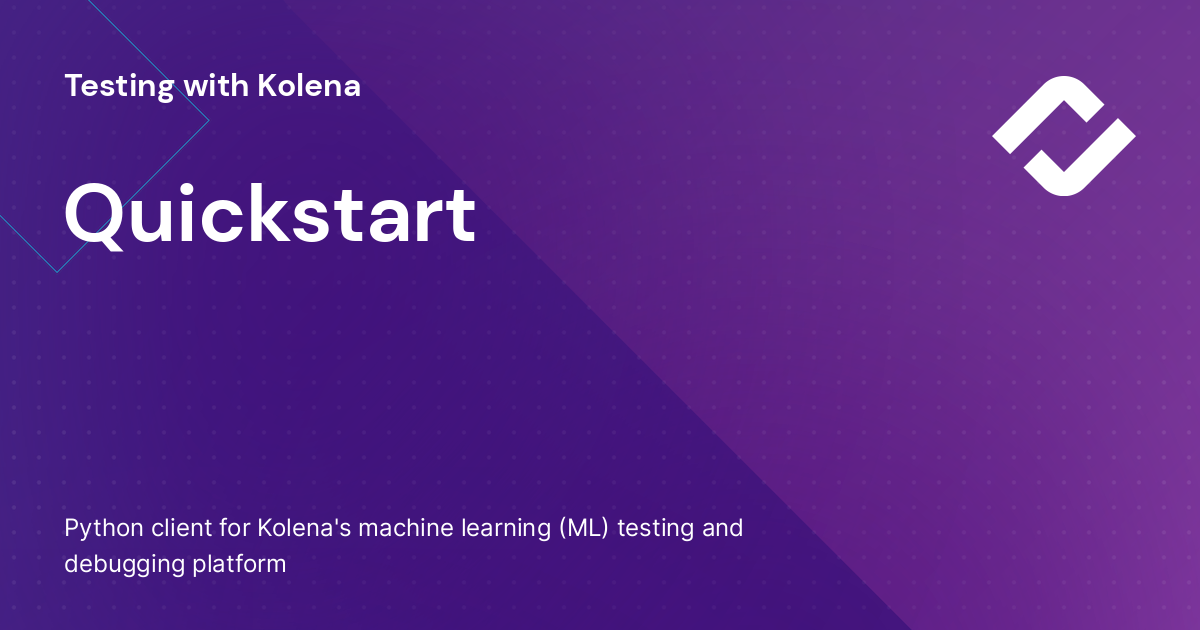 Testing with Kolena
Quickstart
Python client for Kolena's machine learning (ML) testing and
debugging platform